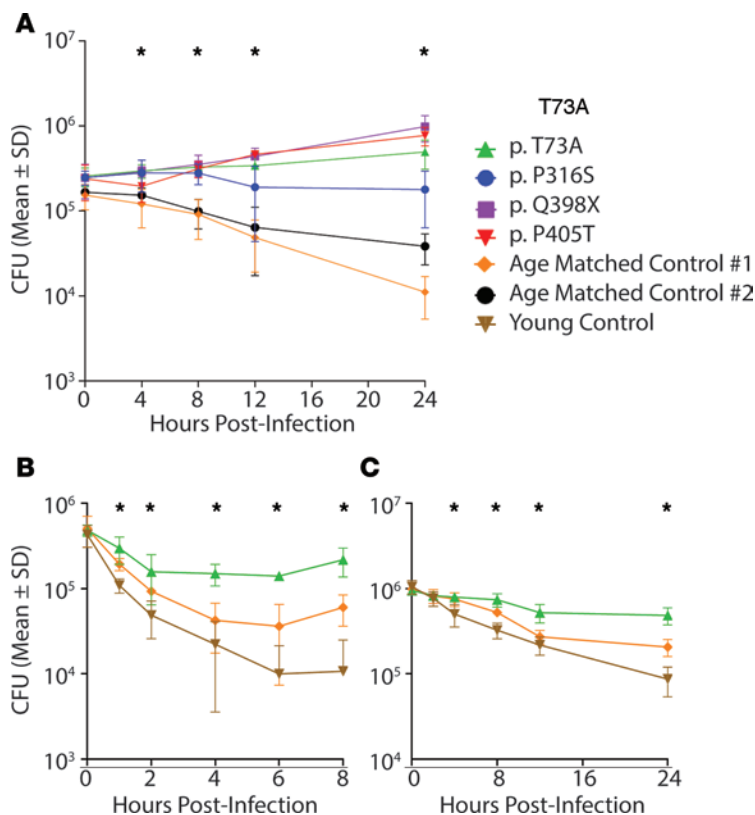 A
10⁷
10⁶
10⁵
10⁴
10³
CFU (Mean ± SD)
* * * *
0 4 8 12 16 20 24
Hours Post-Infection
T73A
p. T73A
p. P316S
p. Q398X
p. P405T
Age Matched Control #1
Age Matched Control #2
Young Control
B
10⁶
10⁵
10⁴
10³
CFU (Mean ± SD)
* * * * *
0 2 4 6 8
Hours Post-Infection
C
10⁷
10⁶
10⁵
10⁴
* * * *
0 8 16 24
Hours Post-Infection